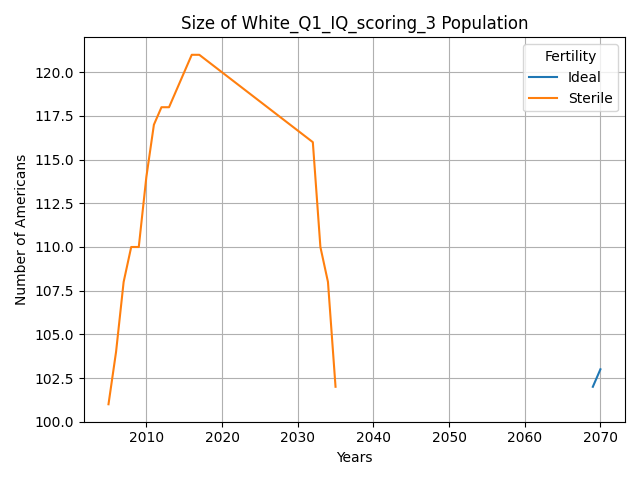 Size of White_Q1_IQ_scoring_3 Population
Fertility
Ideal
Sterile
Number of Americans
120.0
117.5
115.0
112.5
110.0
107.5
105.0
102.5
100.0
2010 2020 2030 2040 2050 2060 2070
Years